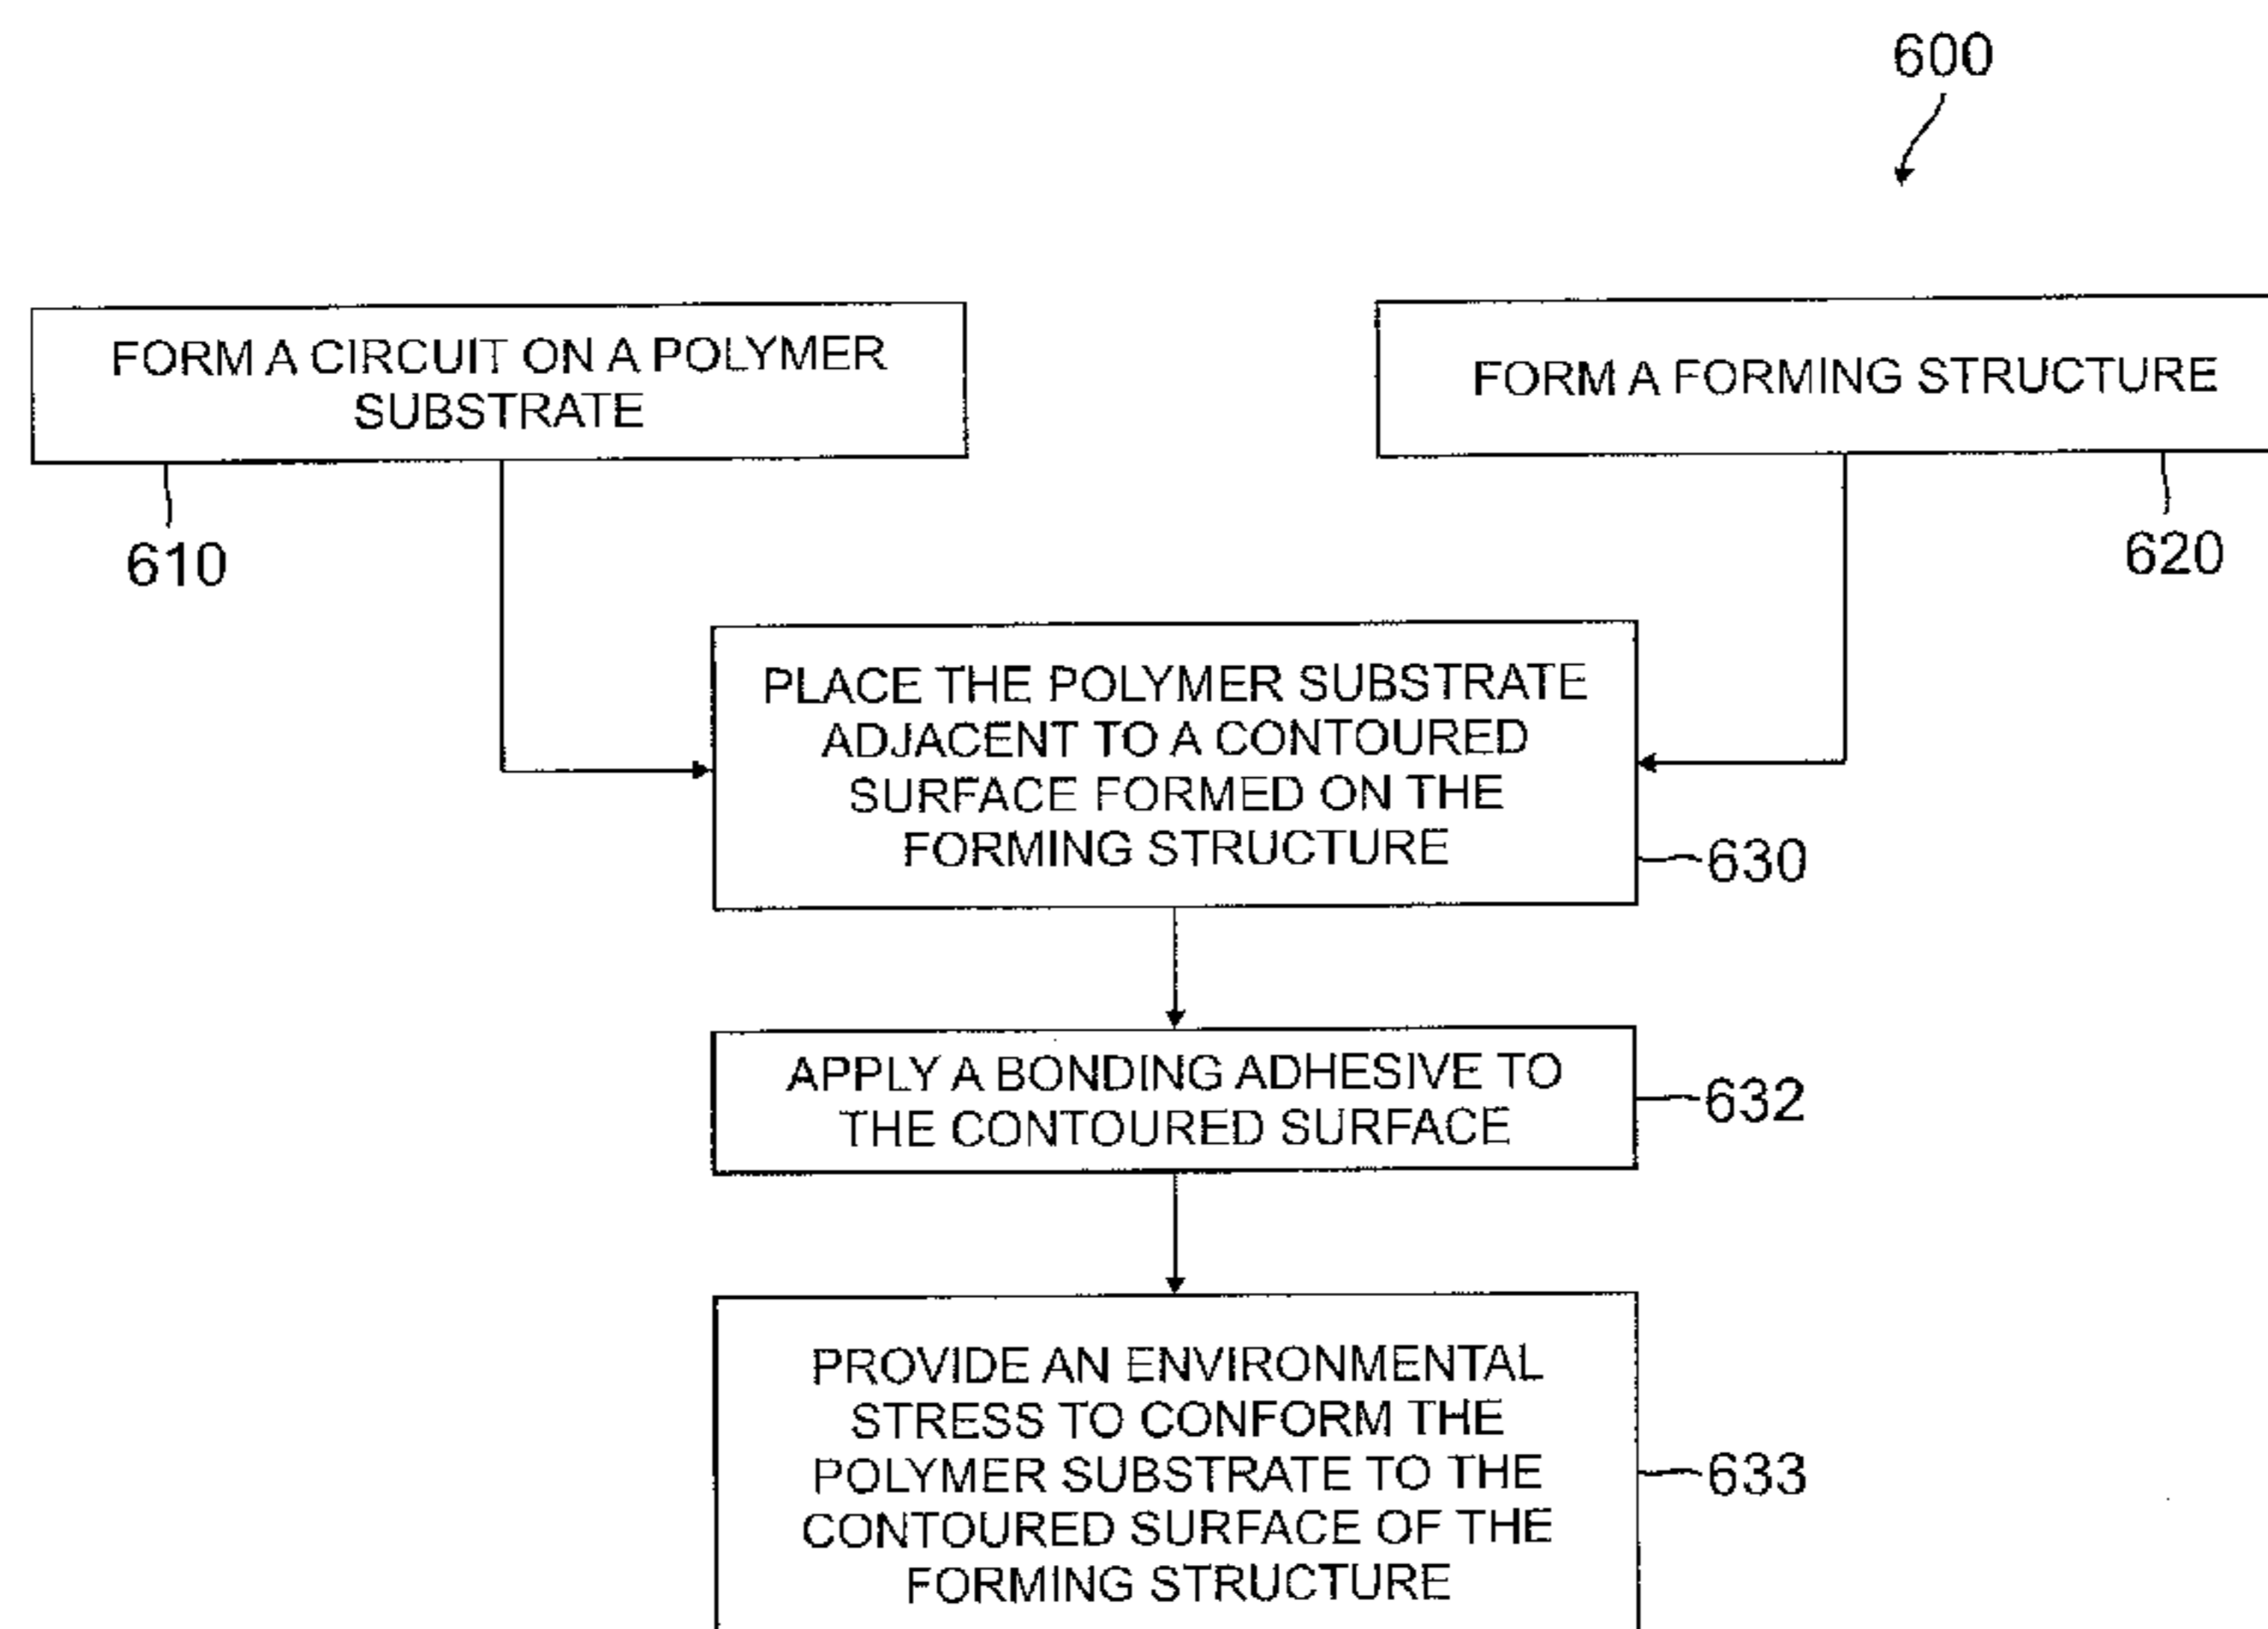 600
FORM A CIRCUIT ON A POLYMER
SUBSTRATE
610
FORM A FORMING STRUCTURE
620
PLACE THE POLYMER SUBSTRATE
ADJACENT TO A CONTOURED
SURFACE FORMED ON THE
FORMING STRUCTURE
630
APPLY A BONDING ADHESIVE TO
THE CONTOURED SURFACE
632
PROVIDE AN ENVIRONMENTAL
STRESS TO CONFORM THE
POLYMER SUBSTRATE TO THE
CONTOURED SURFACE OF THE
FORMING STRUCTURE
633